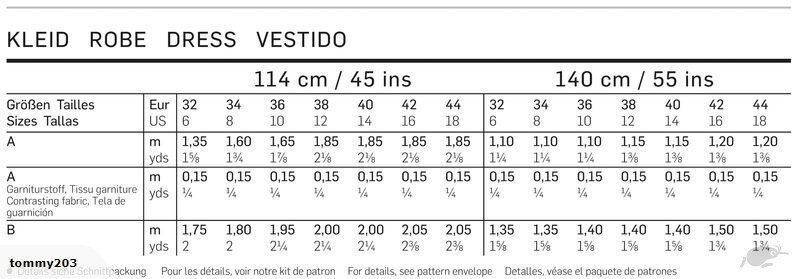 KLEID ROBE DRESS VESTIDO
114 cm / 45 ins 140 cm / 55 ins
Größen Tailles Eur 32 34 36 38 40 42 44 32 34 36 38 40 42 44
Sizes Tallas US 6 8 10 12 14 16 18 6 8 10 12 14 16 18
A m 1,35 1,60 1,65 1,85 1,85 1,85 1,85 1,10 1,10 1,10 1,15 1,15 1,20 1,20
yds 1⅝ 1¾ 1⅞ 2⅛ 2⅛ 2⅛ 2⅛ 1¼ 1¼ 1¼ 1⅜ 1⅜ 1⅜ 1⅜
A m 0,15 0,15 0,15 0,15 0,15 0,15 0,15 0,15 0,15 0,15 0,15 0,15 0,15 0,15
Garniturstoff, Tissu garniture yds ¼ ¼ ¼ ¼ ¼ ¼ ¼ ¼ ¼ ¼ ¼ ¼ ¼ ¼
Contrasting fabric, Tela de
guarnición
B m 1,75 1,80 1,95 2,00 2,00 2,05 2,05 1,35 1,35 1,40 1,40 1,40 1,50 1,50
yds 2 2 2¼ 2¼ 2¼ 2⅜ 2⅜ 1⅝ 1⅝ 1⅝ 1⅝ 1⅝ 1¾ 1¾
tommy203
Details siehe Schnittpackung Pour les détails, voir notre kit de patron For details, see pattern envelope Detalles, véase el paquete de patrones